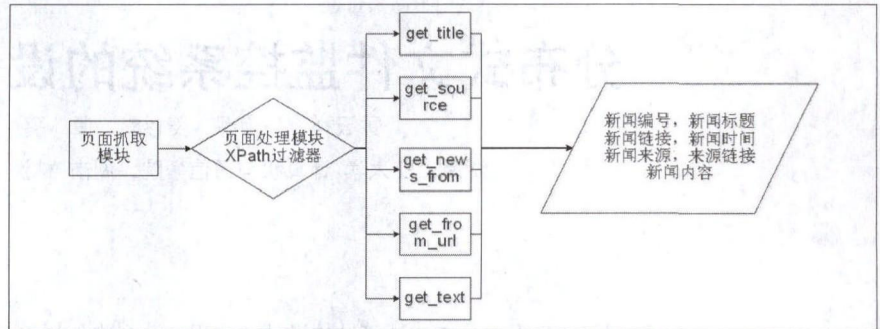 get_title
get_sou
rce
页面抓取
模块
页面处理模块
XPath过滤器
get_new
s_from
get_fro
m_url
get_text
新闻编号，新闻标题
新闻链接，新闻时间
新闻来源，来源链接
新闻内容